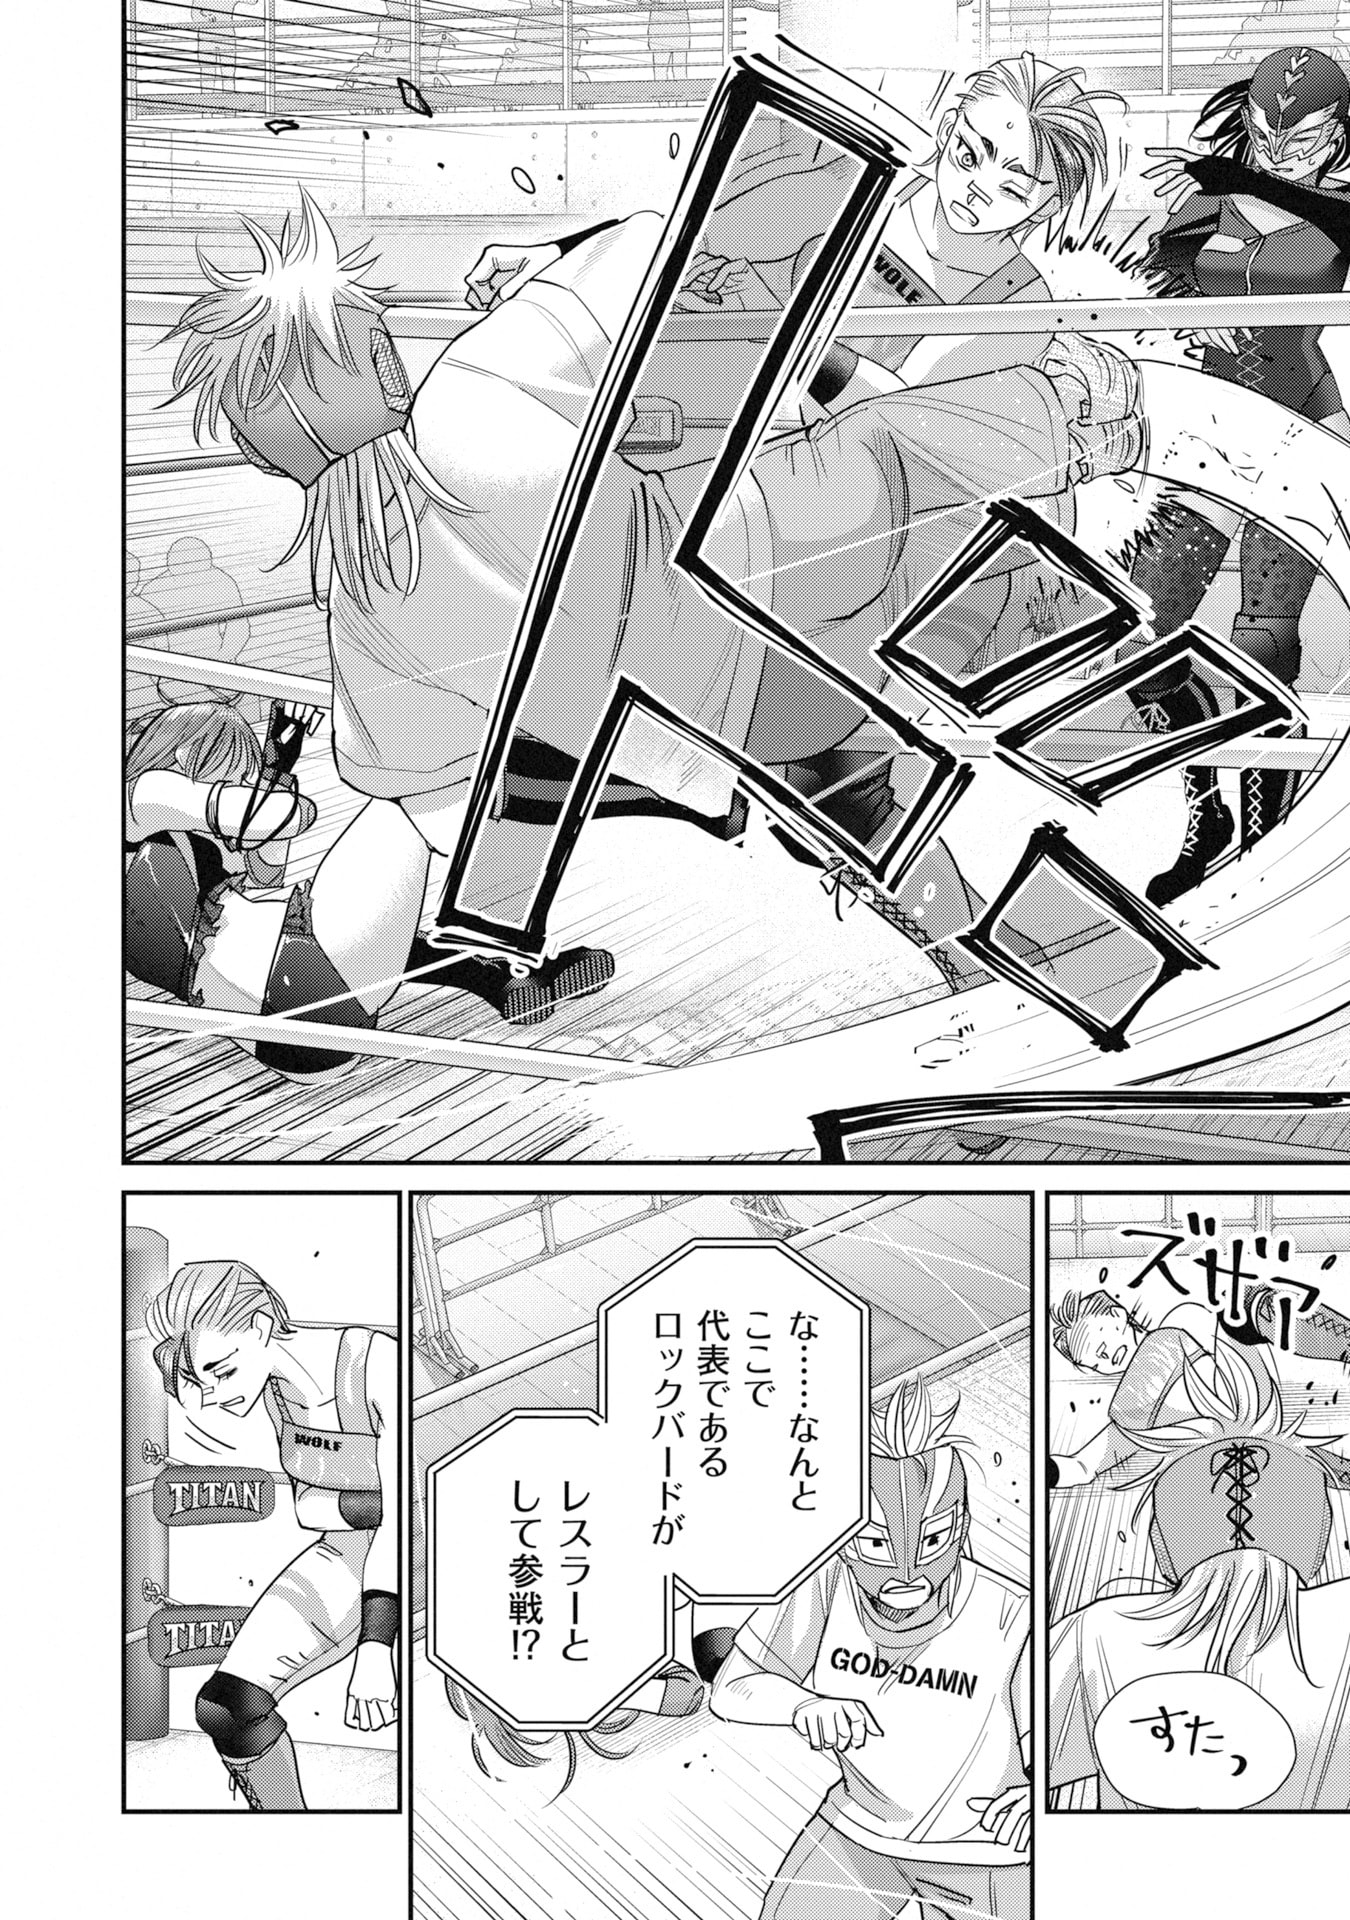 ドゴッ
WOLF
ズザァッ
すたっ
な……なんと
ここで
代表である
ロックバードが
レスラーと
して参戦!?
GOD-DAMN
WOLF
TITAN
TITAN